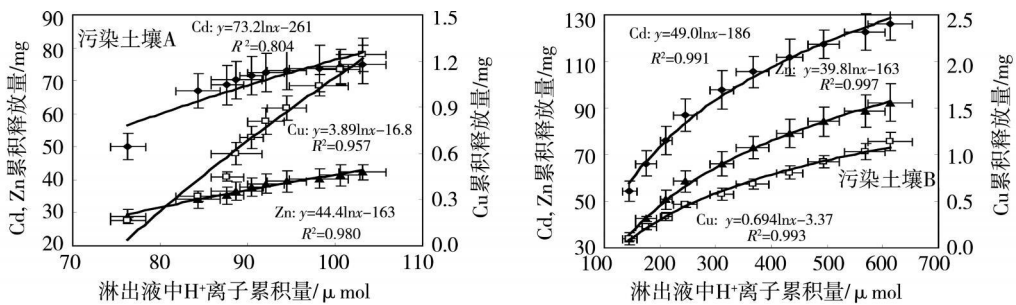 Cd, Zn累积释放量/mg
90
80
70
60
50
40
30
20
污染土壤A
Cd: y=73.2lnx−261
R²=0.804
Cu: y=3.89lnx−16.8
R²=0.957
Zn: y=44.4lnx−163
R²=0.980
1.5
1.2
0.9
0.6
0.3
0.0
Cu累积释放量/mg
70 80 90 100 110
淋出液中H⁺离子累积量/μ mol
Cd, Zn累积释放量/mg
130
110
90
70
50
30
Cd: y=49.0lnx−186
R²=0.991
Zn: y=39.8lnx−163
R²=0.997
污染土壤B
Cu: y=0.694lnx−3.37
R²=0.993
2.5
2.0
1.5
1.0
0.5
0.0
Cu累积释放量/mg
100 200 300 400 500 600 700
淋出液中H⁺离子累积量/μ mol